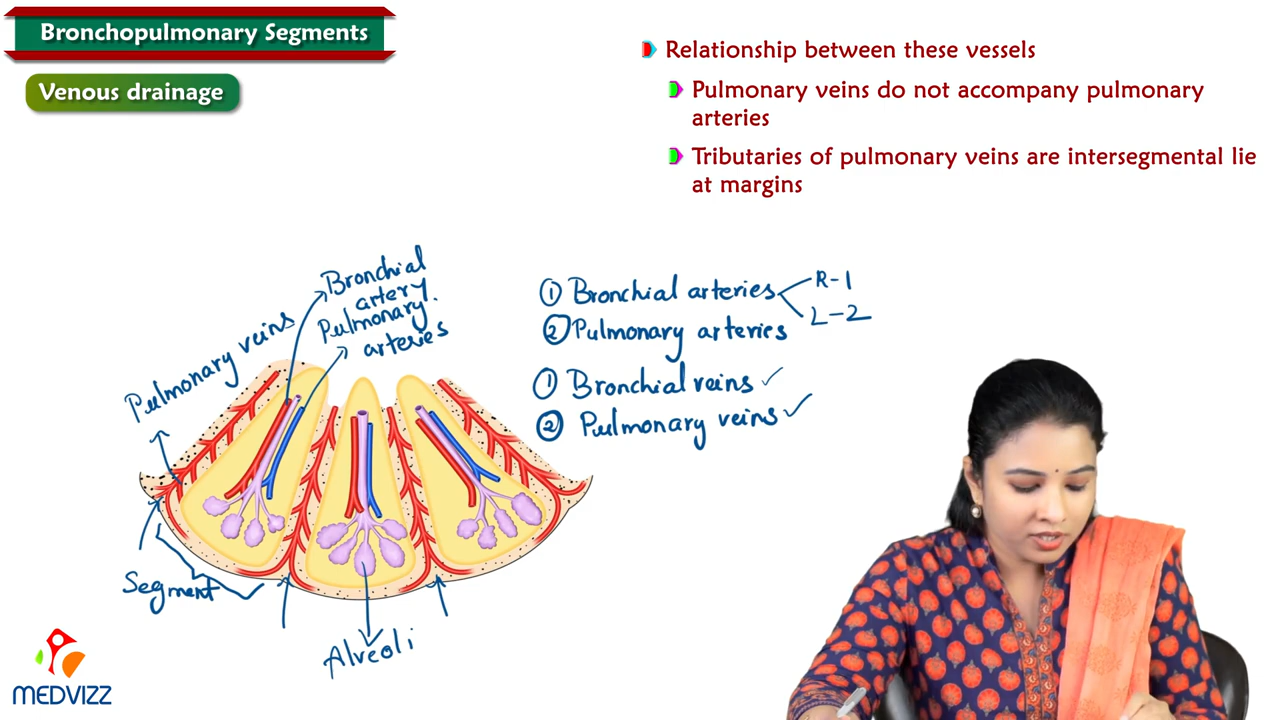 Bronchopulmonary Segments
Venous drainage
Relationship between these vessels
Pulmonary veins do not accompany pulmonary
arteries
Tributaries of pulmonary veins are intersegmental lie
at margins
Bronchial
artery
Pulmonary
arteries
Pulmonary veins
① Bronchial arteries
R-1
L-2
② Pulmonary arteries
① Bronchial veins ✓
② Pulmonary veins ✓
Segment
Alveoli
MEDVIZZ